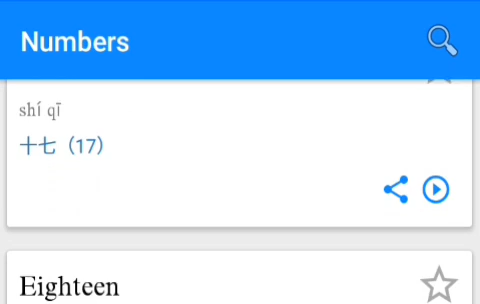 Numbers
shí qī
十七（17）
Eighteen